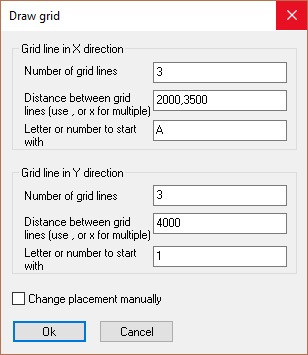 Draw grid
Grid line in X direction
Number of grid lines 3
Distance between grid 2000,3500
lines (use , or x for multiple)
Letter or number to start A
with
Grid line in Y direction
Number of grid lines 3
Distance between grid 4000
lines (use , or x for multiple)
Letter or number to start 1
with
Change placement manually
Ok Cancel